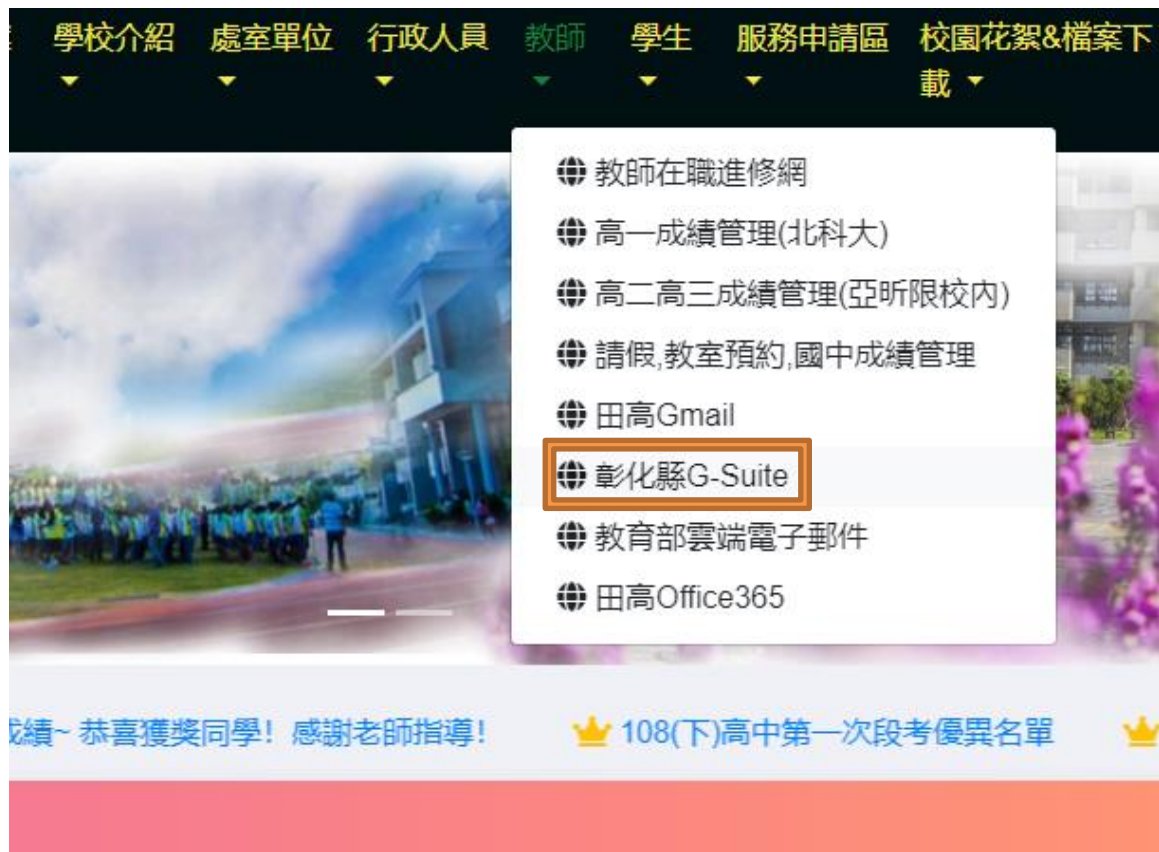 學校介紹 處室單位 行政人員 教師 學生 服務申請區 校園花絮&檔案下
載
教師在職進修網
高一成績管理(北科大)
高二高三成績管理(亞昕限校內)
請假,教室預約,國中成績管理
田高Gmail
彰化縣G-Suite
教育部雲端電子郵件
田高Office365
成績~ 恭喜獲獎同學！感謝老師指導！ 108(下)高中第一次段考優異名單